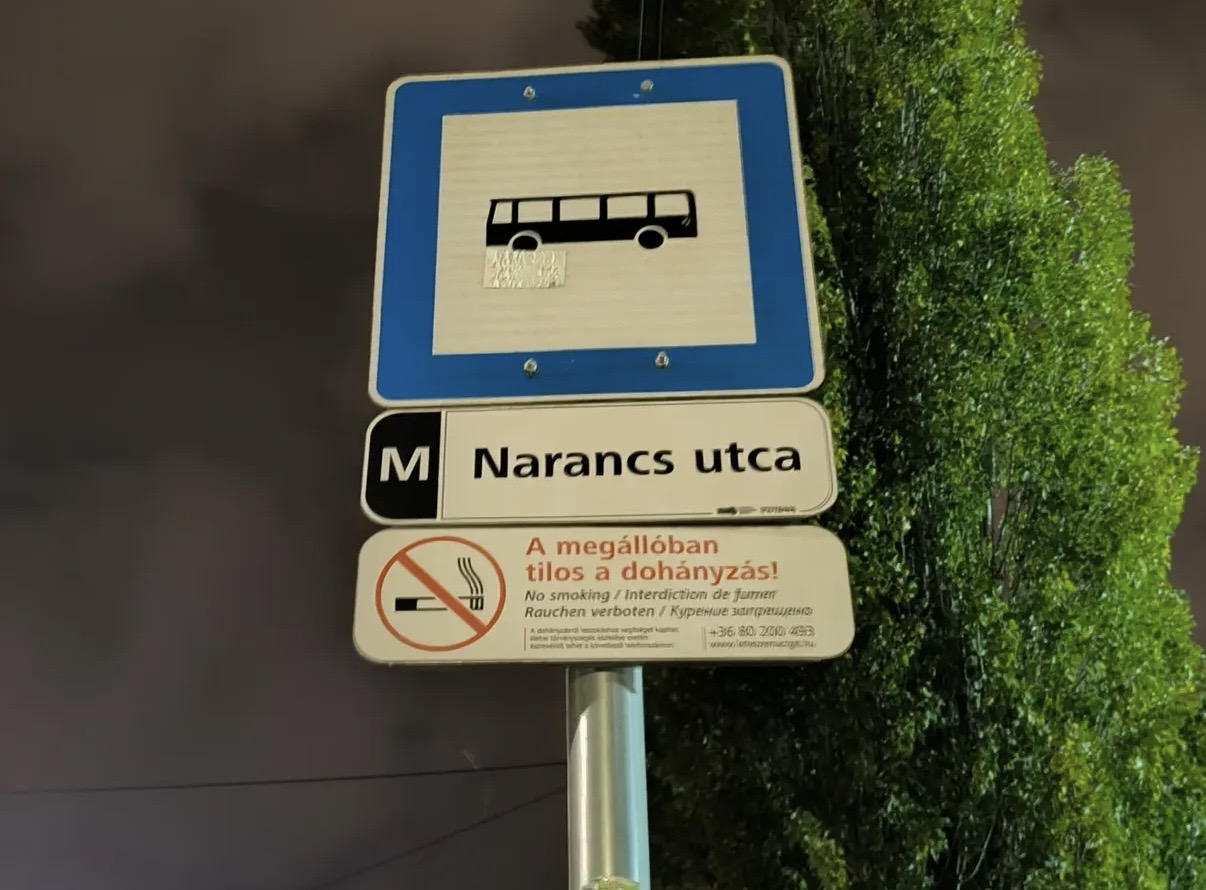 M Narancs utca
A megállóban
tilos a dohányzás!
No smoking / Interdiction de fumer
Rauchen verboten / Курение запрещено
+36 80 200 493